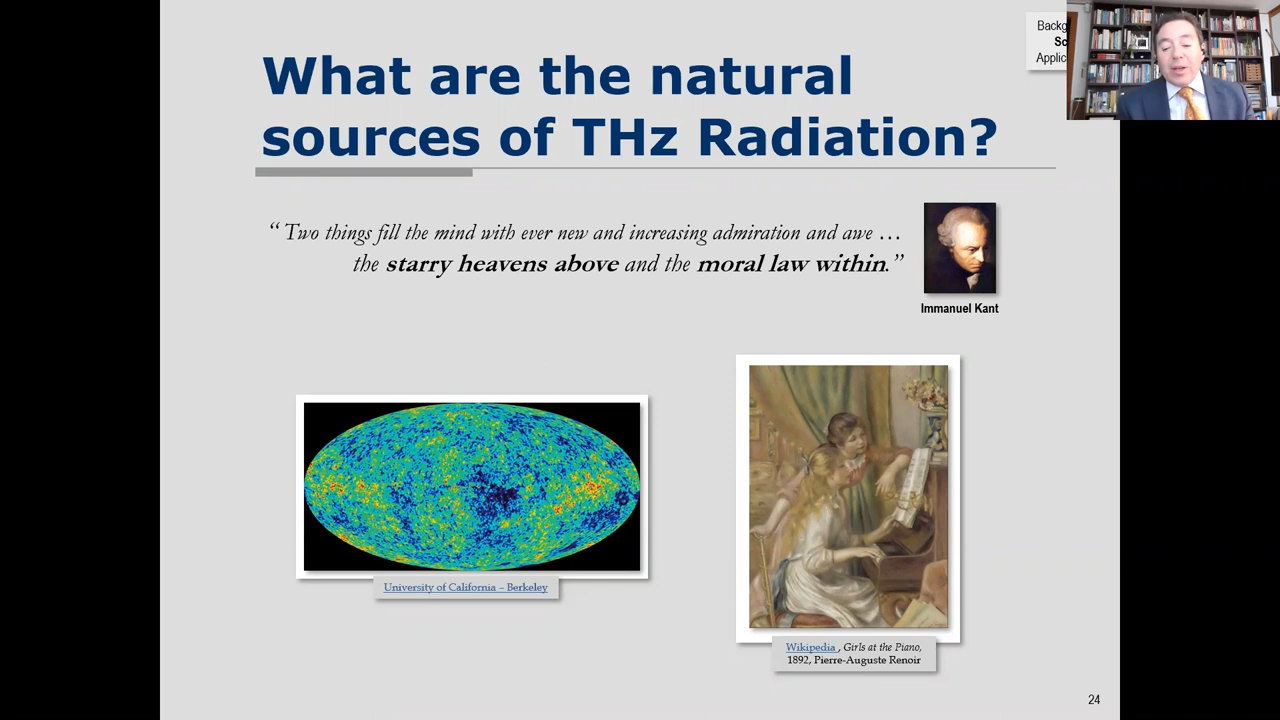 Backg
Sc
Applic
What are the natural
sources of THz Radiation?
“ Two things fill the mind with ever new and increasing admiration and awe …
the starry heavens above and the moral law within.”
Immanuel Kant
University of California – Berkeley
Wikipedia , Girls at the Piano,
1892, Pierre-Auguste Renoir
24